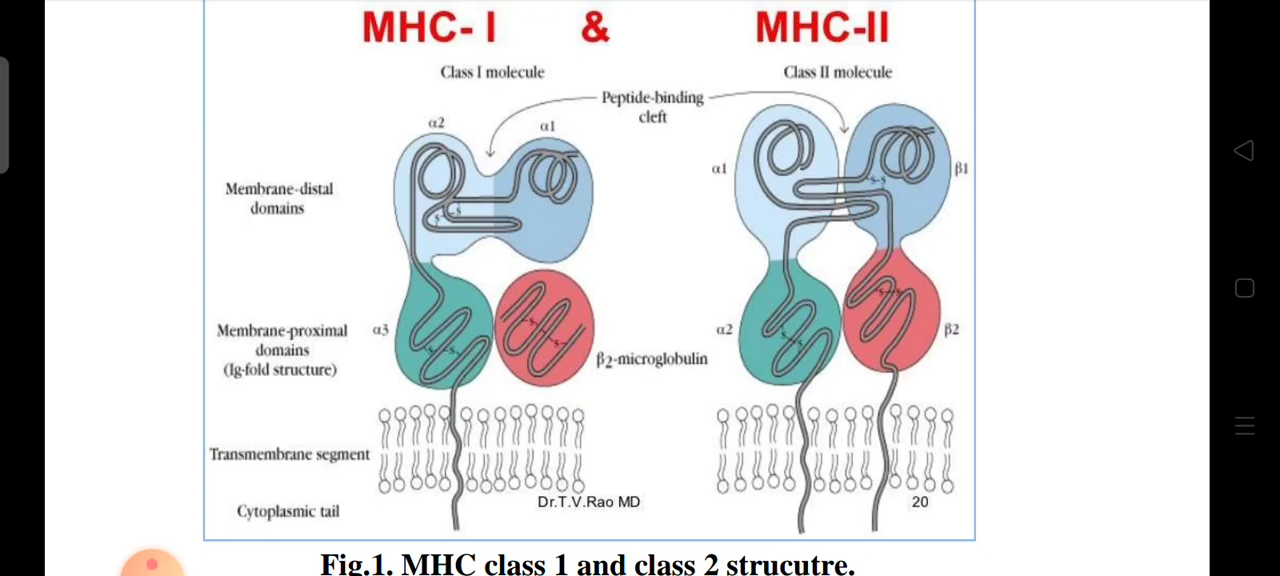 MHC- I & MHC-II
Class I molecule
Class II molecule
Peptide-binding
cleft
α2
α1
α1
β1
Membrane-distal
domains
s
s
s-s
Membrane-proximal
domains
(Ig-fold structure)
α3
β2-microglobulin
α2
β2
Transmembrane segment
Cytoplasmic tail
Dr.T.V.Rao MD
20
Fig.1. MHC class 1 and class 2 strucutre.